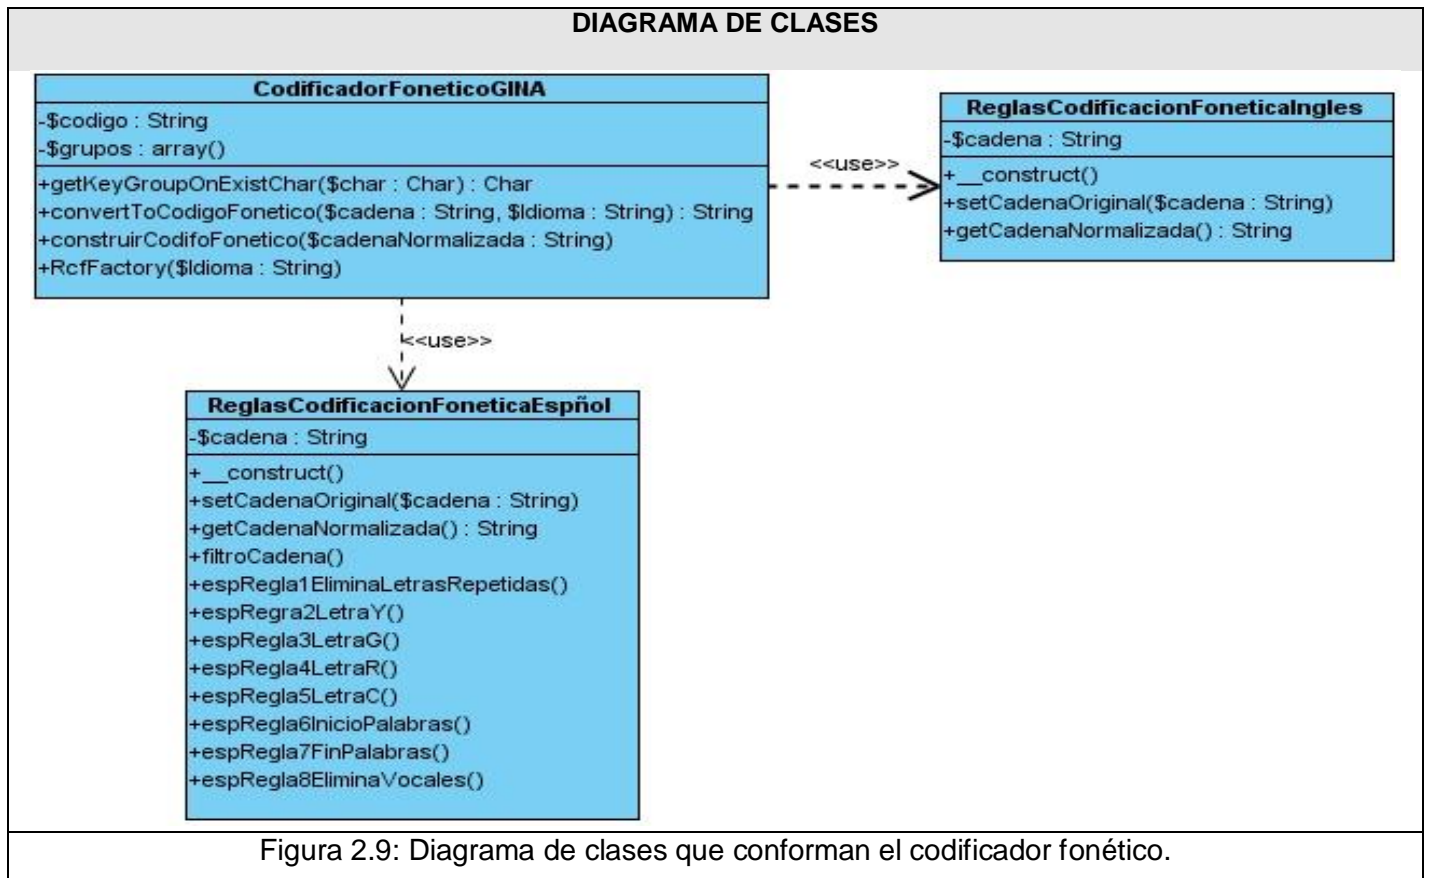 DIAGRAMA DE CLASES
CodificadorFoneticoGINA
-$codigo : String
-$grupos : array()
+getKeyGroupOnExistChar($char : Char) : Char
+convertToCodigoFonetico($cadena : String, $Idioma : String) : String
+construirCodifoFonetico($cadenaNormalizada : String)
+RcfFactory($Idioma : String)
<<use>>
ReglasCodificacionFoneticaIngles
-$cadena : String
+__construct()
+setCadenaOriginal($cadena : String)
+getCadenaNormalizada() : String
<<use>>
ReglasCodificacionFoneticaEspñol
-$cadena : String
+__construct()
+setCadenaOriginal($cadena : String)
+getCadenaNormalizada() : String
+filtroCadena()
+espRegla1EliminaLetrasRepetidas()
+espRegra2LetraY()
+espRegla3LetraG()
+espRegla4LetraR()
+espRegla5LetraC()
+espRegla6InicioPalabras()
+espRegla7FinPalabras()
+espRegla8EliminaVocales()
Figura 2.9: Diagrama de clases que conforman el codificador fonético.